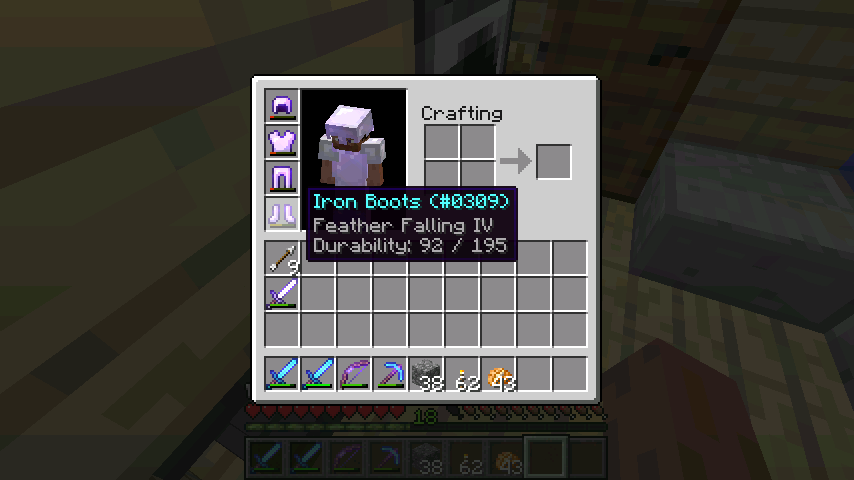 Crafting
Iron Boots (#0309)
Feather Falling IV
Durability: 92 / 195
9
38
62
43
18
38
62
43